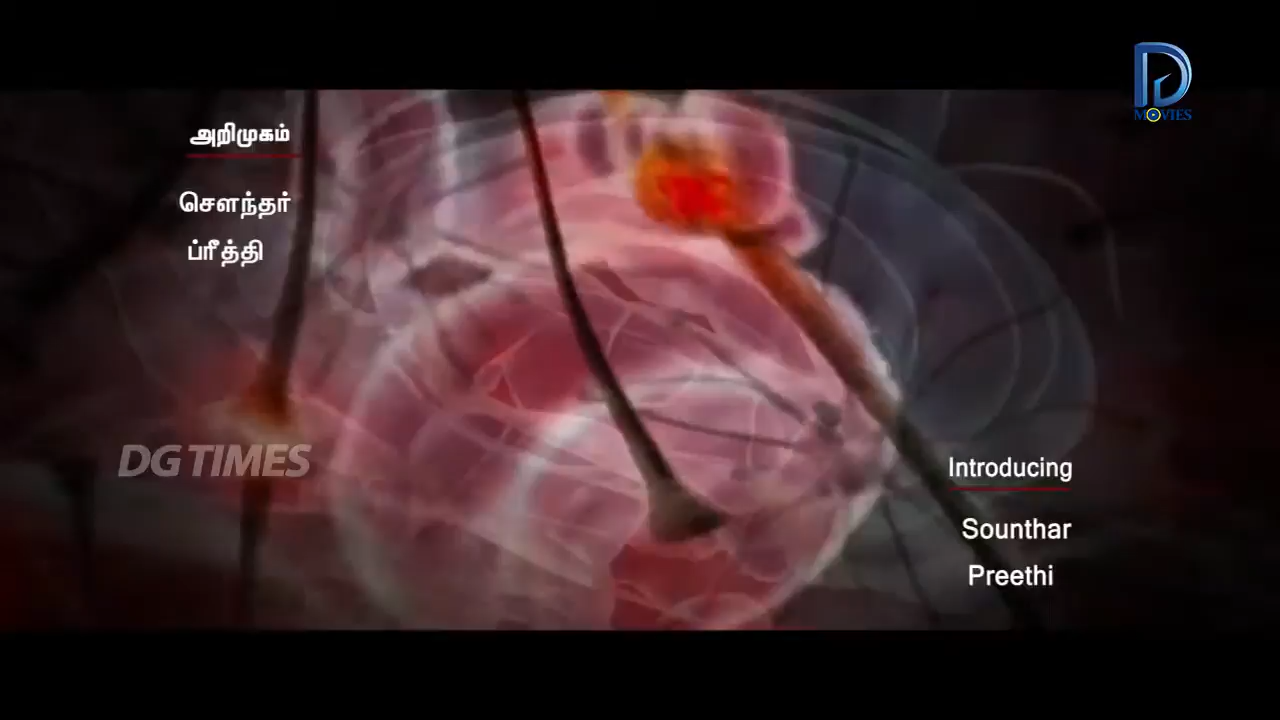 D
MOVIES
அறிமுகம்
சௌந்தர்
ப்ரீத்தி
DG TIMES
Introducing
Sounthar
Preethi